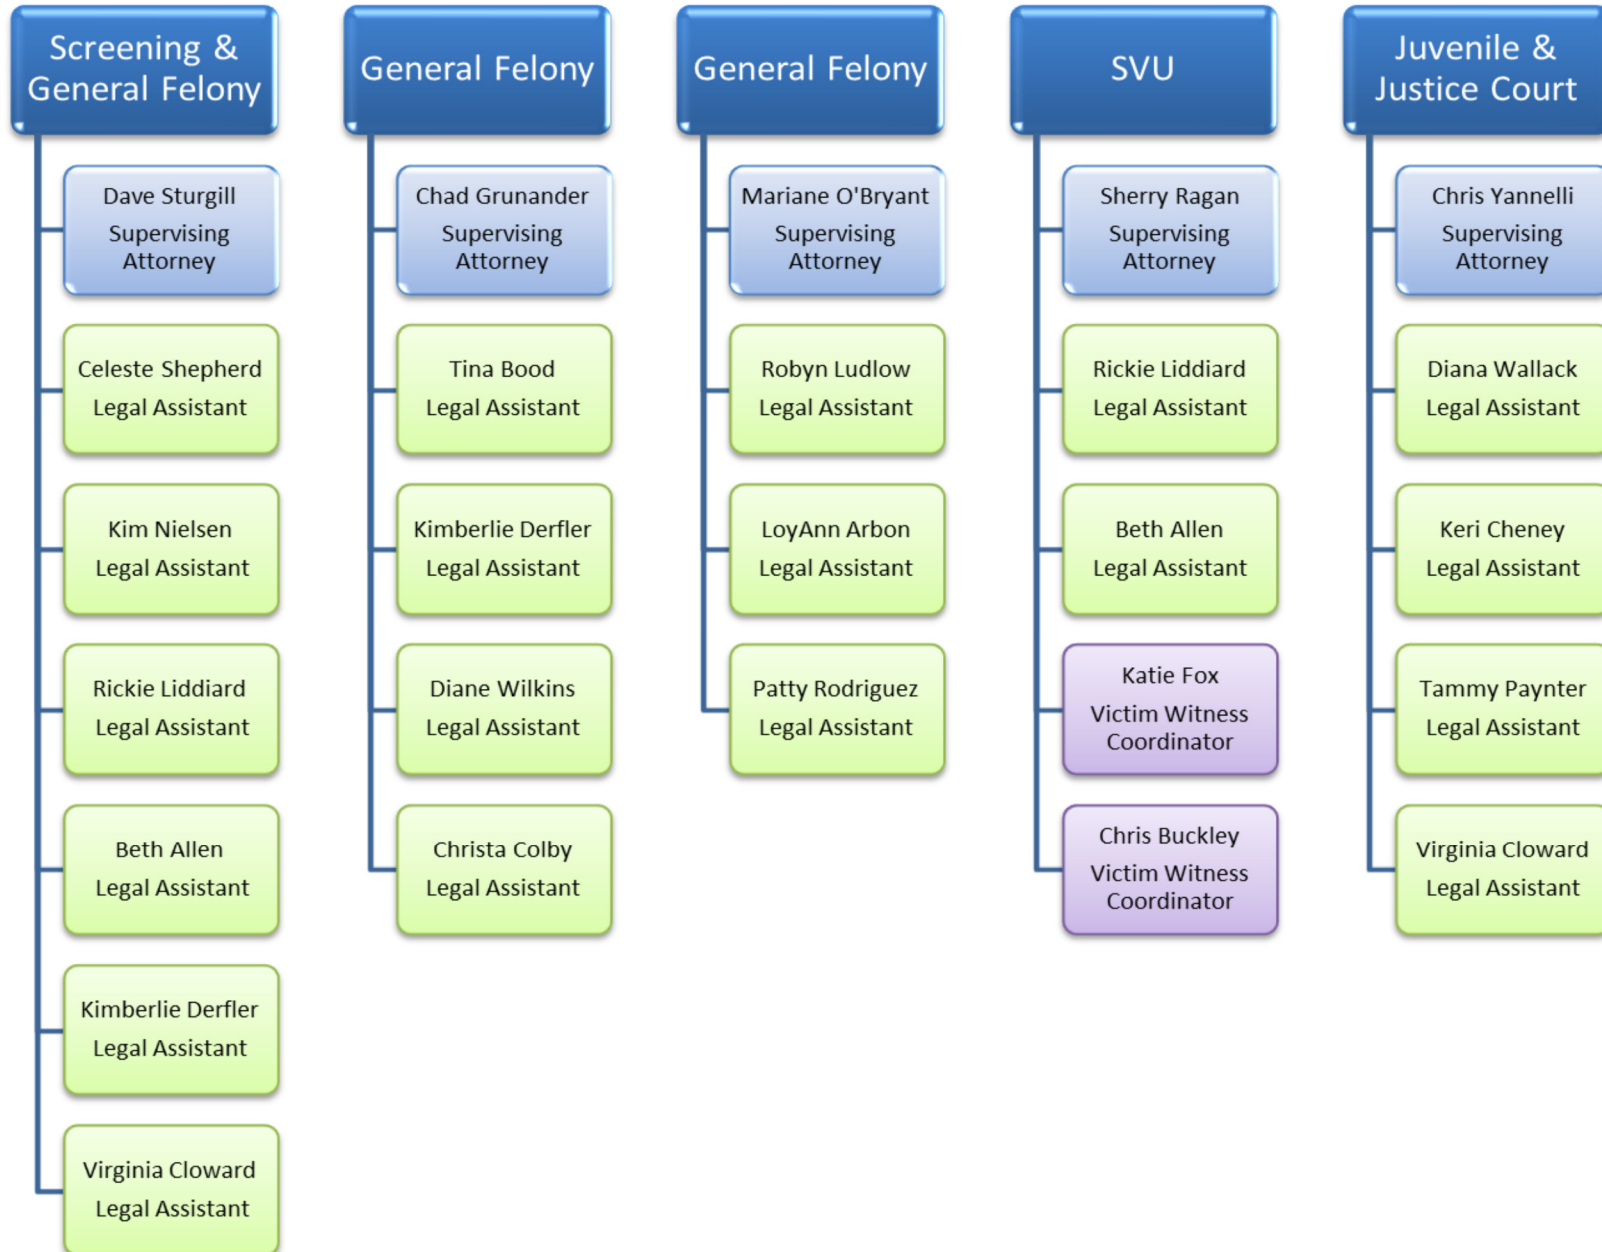 Screening &
General Felony
Dave Sturgill
Supervising
Attorney
Celeste Shepherd
Legal Assistant
Kim Nielsen
Legal Assistant
Rickie Liddiard
Legal Assistant
Beth Allen
Legal Assistant
Kimberlie Derfler
Legal Assistant
Virginia Cloward
Legal Assistant
General Felony
Chad Grunander
Supervising
Attorney
Tina Bood
Legal Assistant
Kimberlie Derfler
Legal Assistant
Diane Wilkins
Legal Assistant
Christa Colby
Legal Assistant
General Felony
Mariane O'Bryant
Supervising
Attorney
Robyn Ludlow
Legal Assistant
LoyAnn Arbon
Legal Assistant
Patty Rodriguez
Legal Assistant
SVU
Sherry Ragan
Supervising
Attorney
Rickie Liddiard
Legal Assistant
Beth Allen
Legal Assistant
Katie Fox
Victim Witness
Coordinator
Chris Buckley
Victim Witness
Coordinator
Juvenile &
Justice Court
Chris Yannelli
Supervising
Attorney
Diana Wallack
Legal Assistant
Keri Cheney
Legal Assistant
Tammy Paynter
Legal Assistant
Virginia Cloward
Legal Assistant